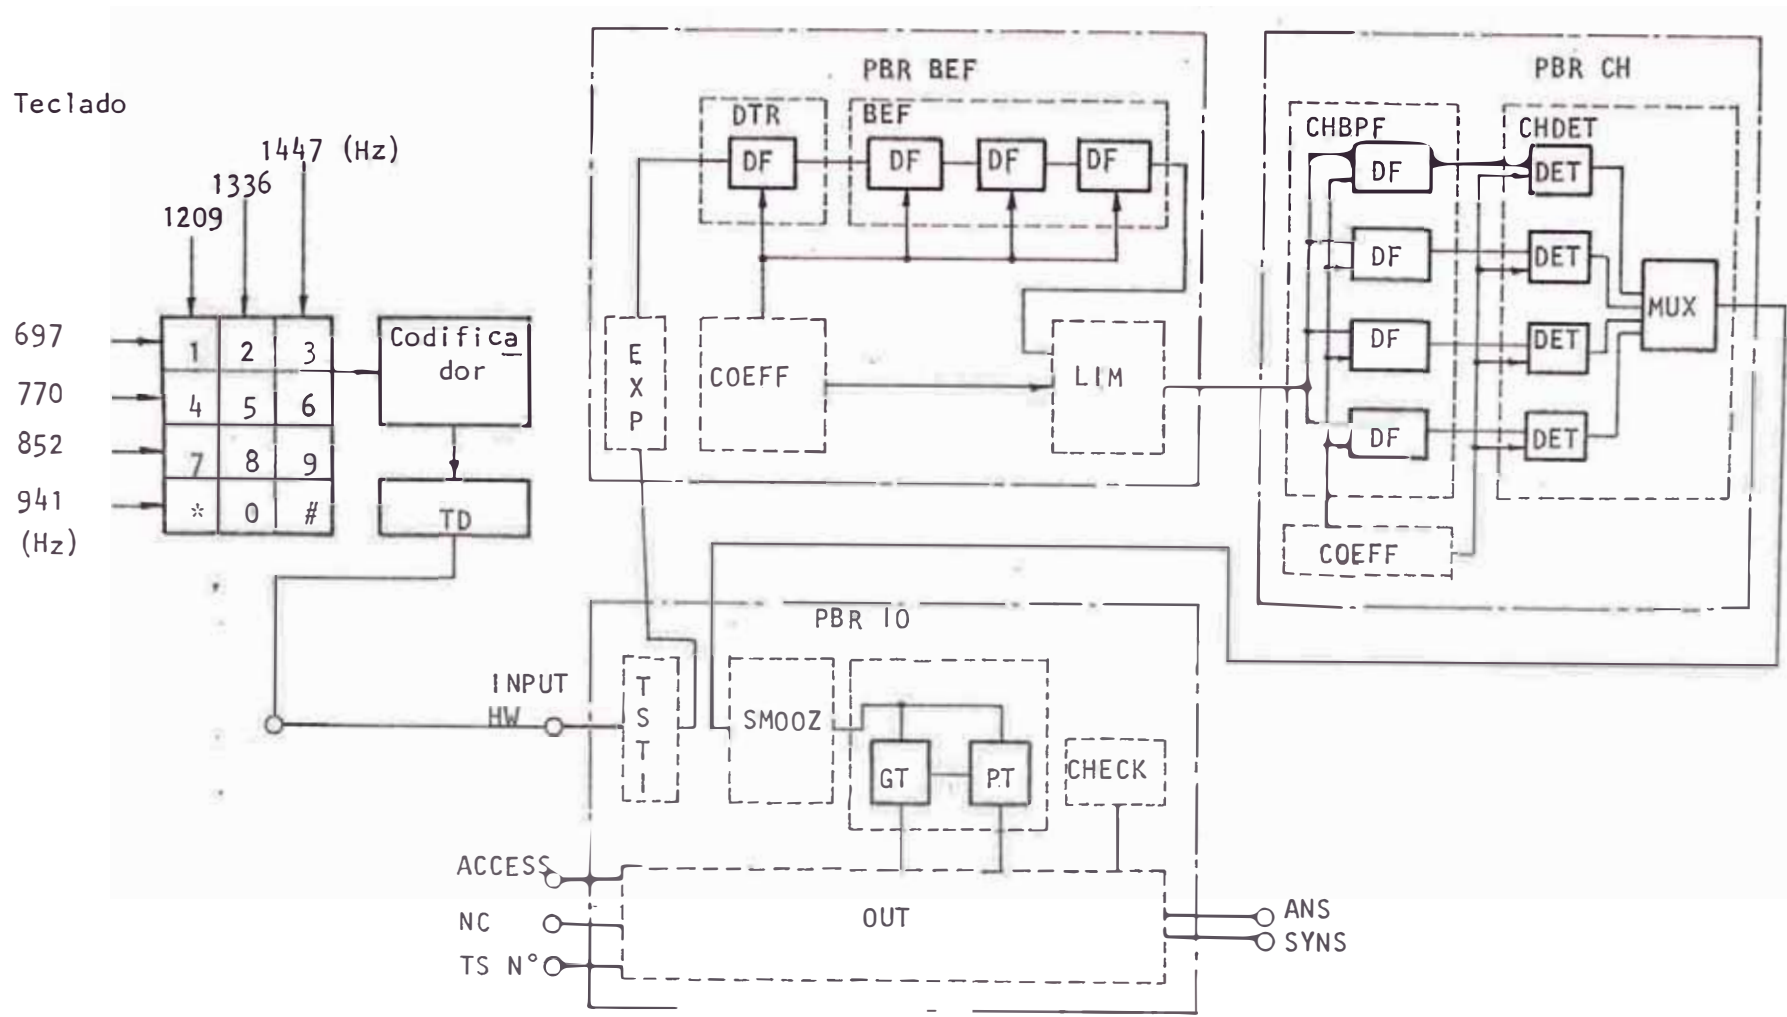 Teclado
1447 (Hz)
1336
1209
697
770
852
941
(Hz)
1 2 3
4 5 6
7 8 9
* 0 #
Codifica
dor
TD
PBR BEF
DTR
DF
BEF
DF DF DF
EXP
COEFF
LIM
PBR CH
CHBPF
DF
DF
DF
DF
CHDET
DET
DET
DET
DET
MUX
COEFF
PBR IO
INPUT
HW
TSTI
SMOOZ
GT
PT
CHECK
ACCESS
NC
TS N°
OUT
ANS
SYNS